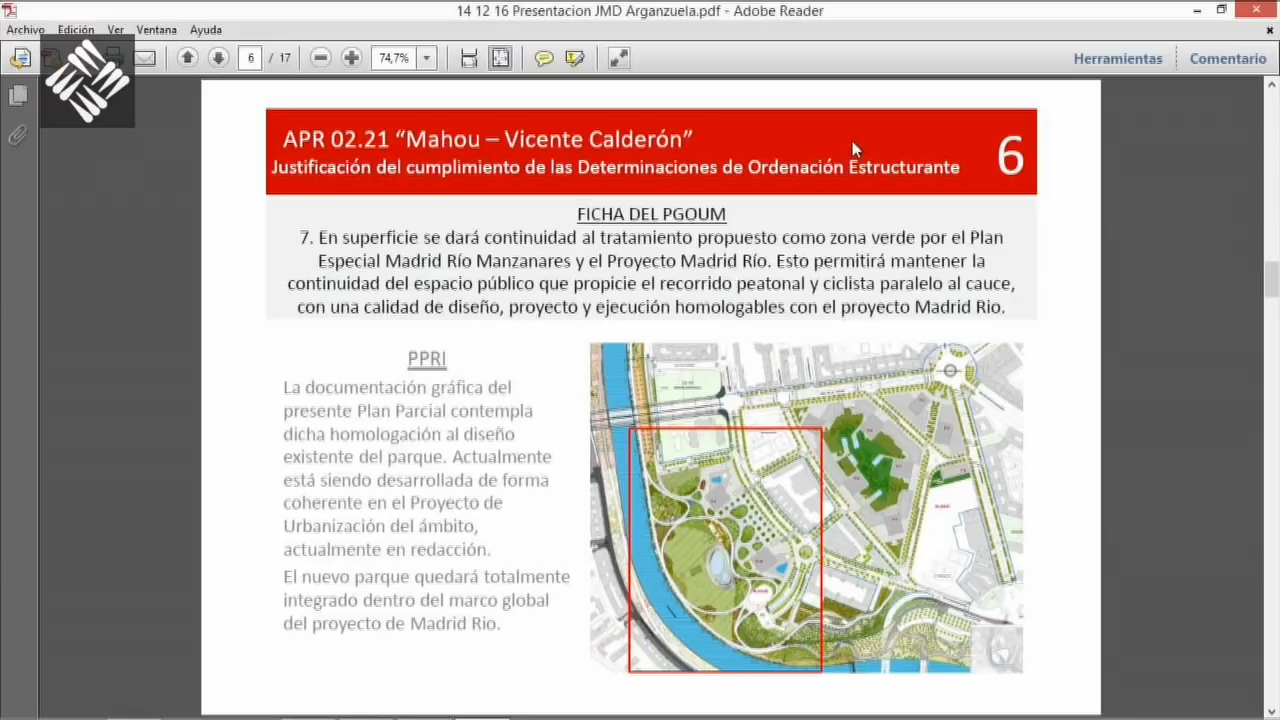 14 12 16 Presentacion JMD Arganzuela.pdf - Adobe Reader
Archivo Edición Ver Ventana Ayuda
6 / 17 74,7% Herramientas Comentario
APR 02.21 “Mahou – Vicente Calderón”
Justificación del cumplimiento de las Determinaciones de Ordenación Estructurante
6
FICHA DEL PGOUM
7. En superficie se dará continuidad al tratamiento propuesto como zona verde por el Plan
Especial Madrid Río Manzanares y el Proyecto Madrid Río. Esto permitirá mantener la
continuidad del espacio público que propicie el recorrido peatonal y ciclista paralelo al cauce,
con una calidad de diseño, proyecto y ejecución homologables con el proyecto Madrid Rio.
PPRI
La documentación gráfica del
presente Plan Parcial contempla
dicha homologación al diseño
existente del parque. Actualmente
está siendo desarrollada de forma
coherente en el Proyecto de
Urbanización del ámbito,
actualmente en redacción.
El nuevo parque quedará totalmente
integrado dentro del marco global
del proyecto de Madrid Rio.